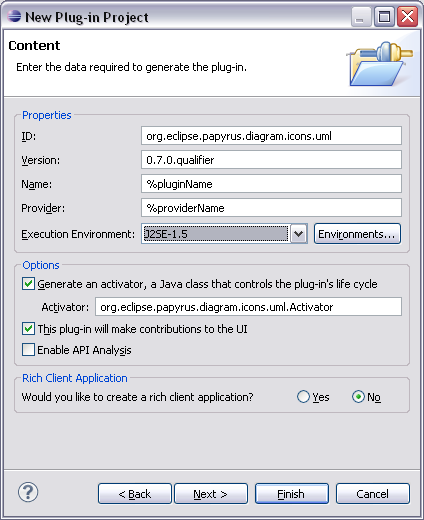 New Plug-in Project
Content
Enter the data required to generate the plug-in.
Properties
ID: org.eclipse.papyrus.diagram.icons.uml
Version: 0.7.0.qualifier
Name: %pluginName
Provider: %providerName
Execution Environment: J2SE-1.5 Environments...
Options
Generate an activator, a Java class that controls the plug-in's life cycle
Activator: org.eclipse.papyrus.diagram.icons.uml.Activator
This plug-in will make contributions to the UI
Enable API Analysis
Rich Client Application
Would you like to create a rich client application? Yes No
? < Back Next > Finish Cancel